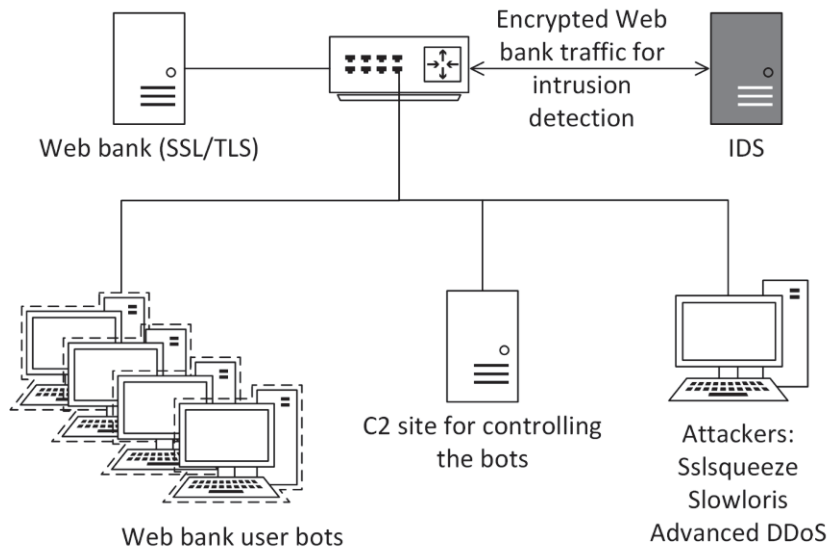 Encrypted Web
bank traffic for
intrusion
detection
Web bank (SSL/TLS)
IDS
C2 site for controlling
the bots
Attackers:
Sslsqueeze
Slowloris
Advanced DDoS
Web bank user bots